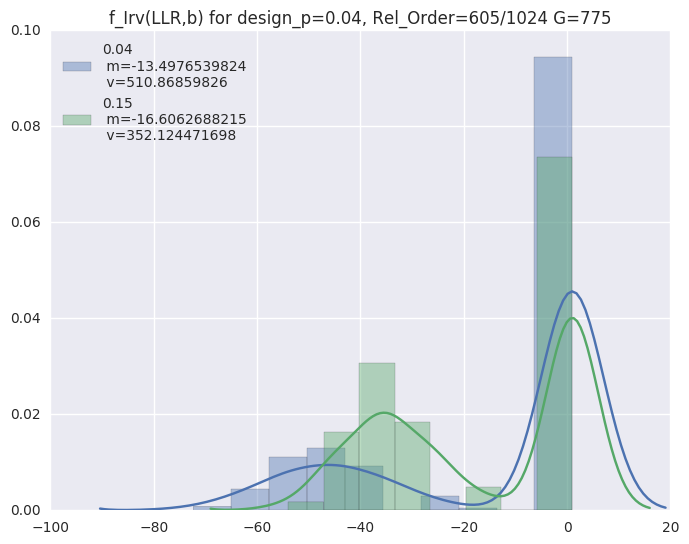 f_Irv(LLR,b) for design_p=0.04, Rel_Order=605/1024 G=775
0.04
m=-13.4976539824
v=510.86859826
0.15
m=-16.6062688215
v=352.124471698
0.10
0.08
0.06
0.04
0.02
0.00
−100 −80 −60 −40 −20 0 20